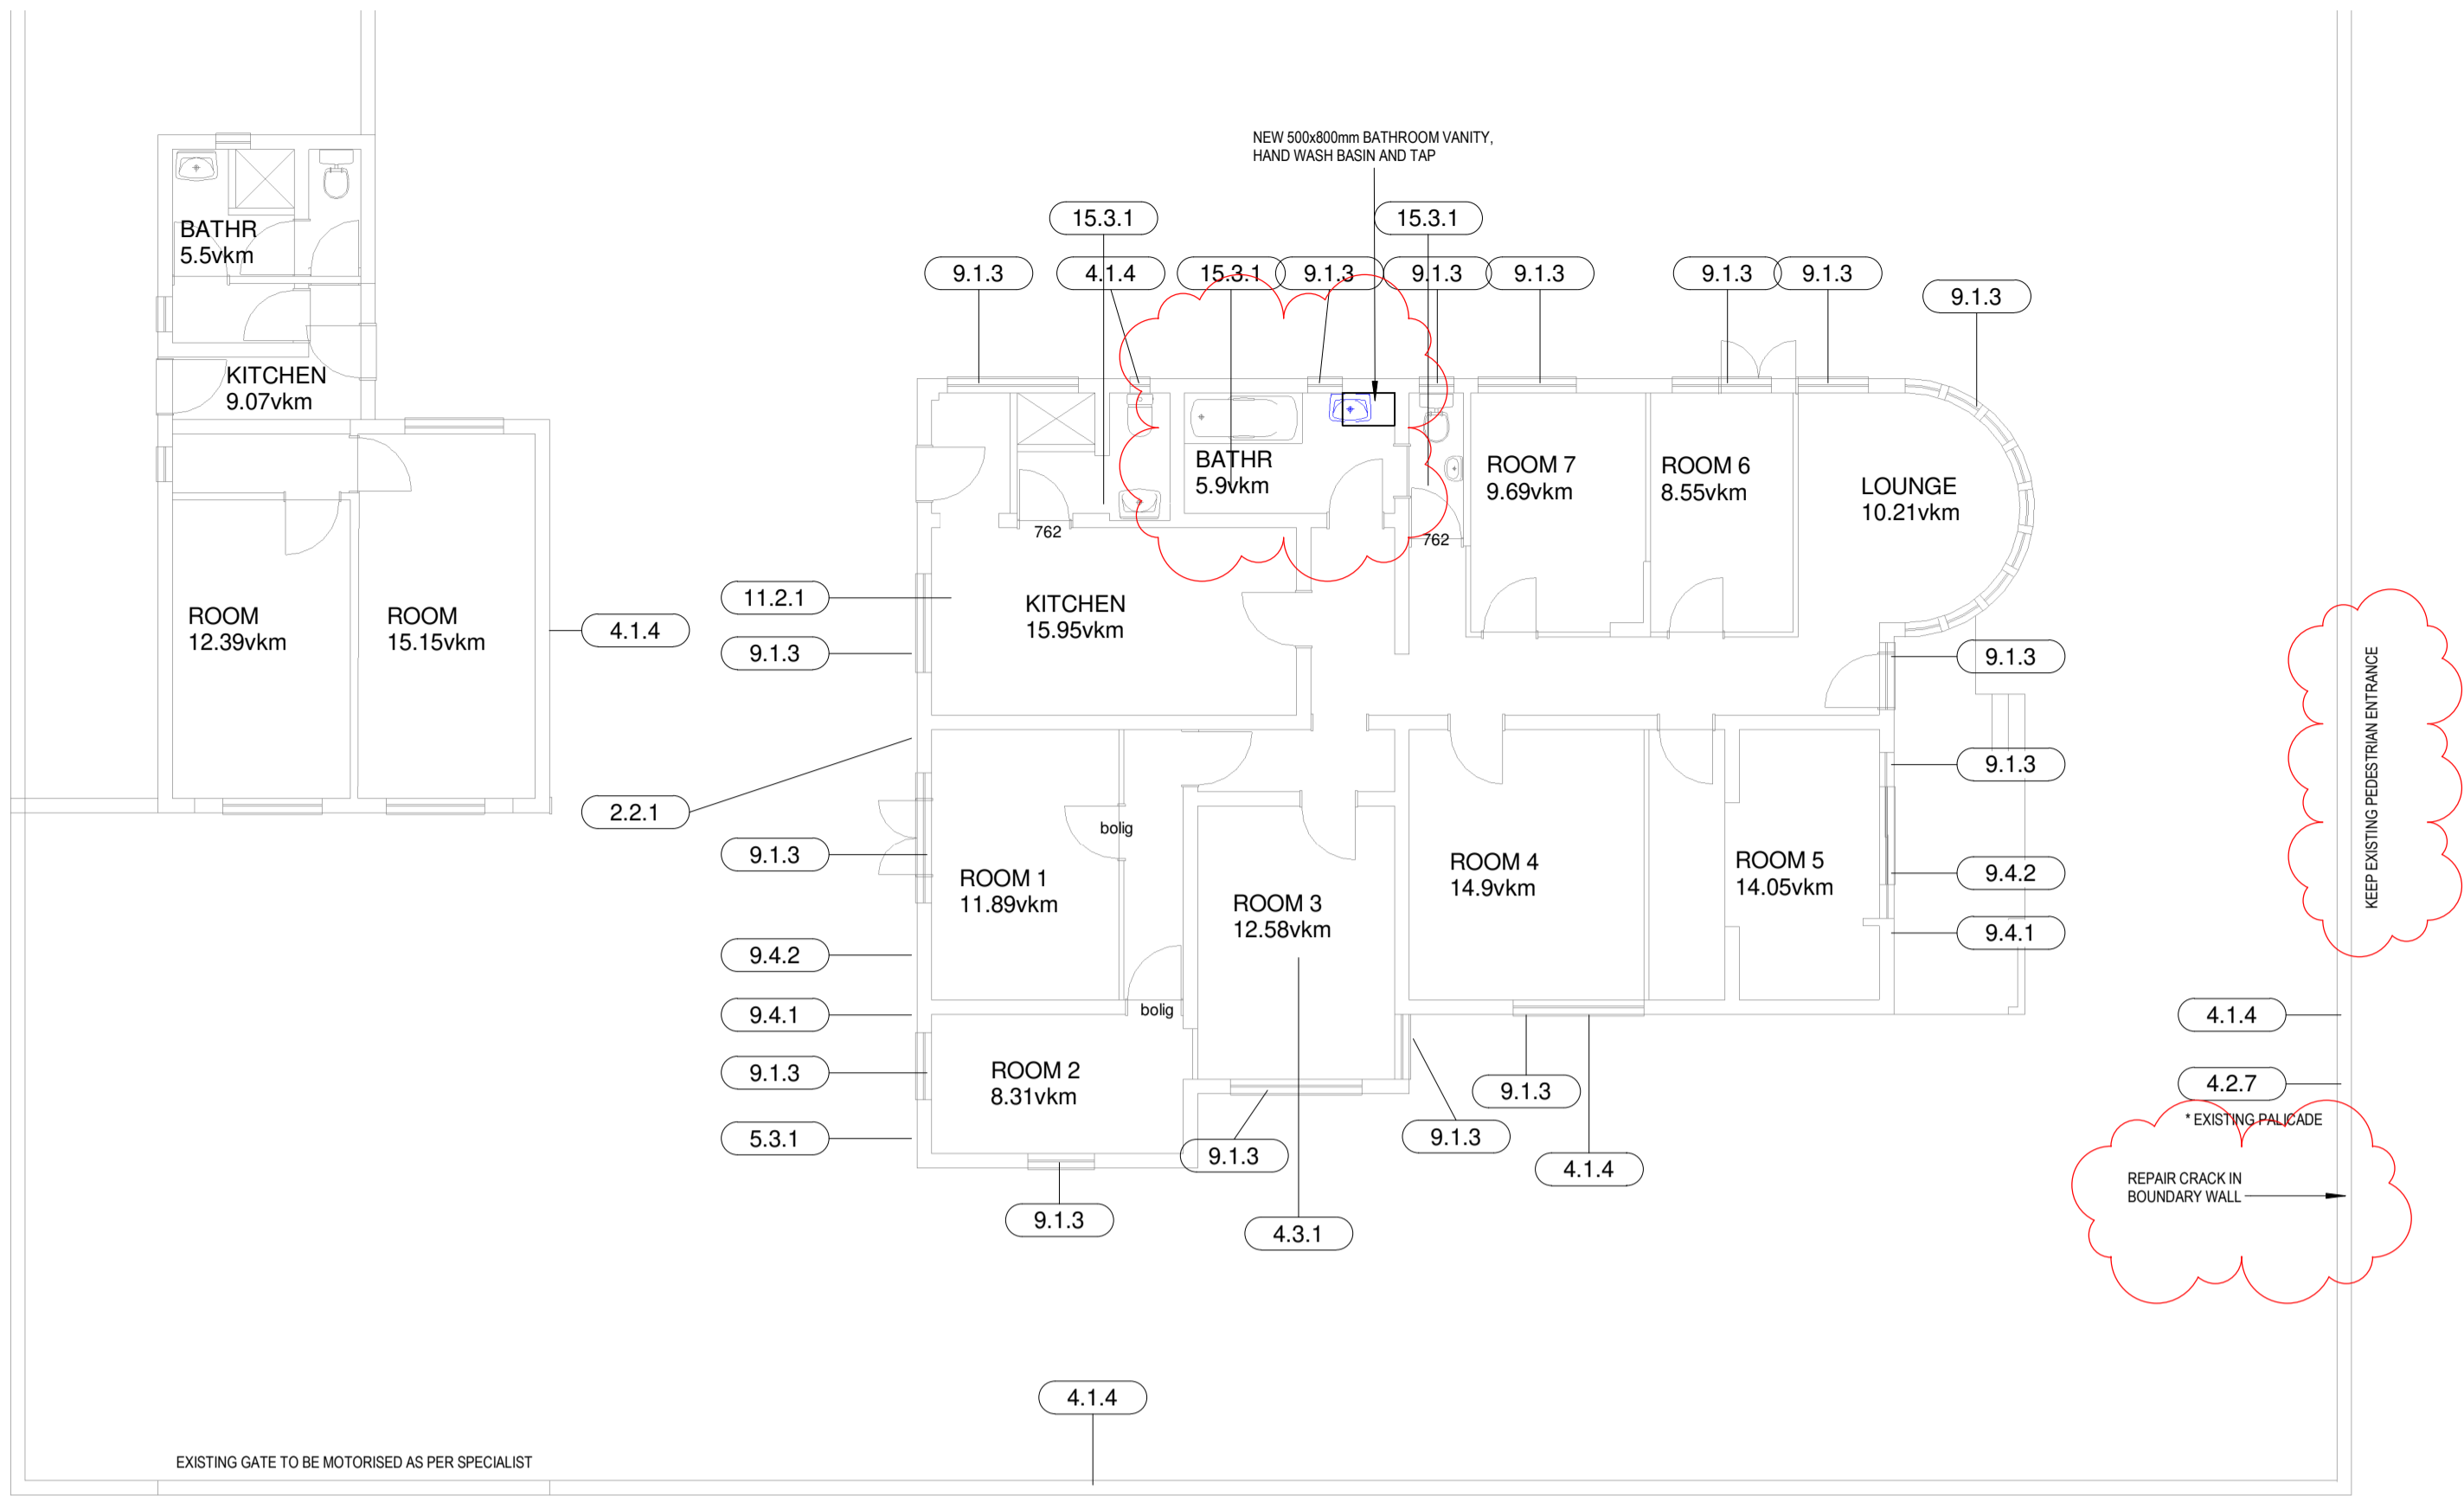 NEW 500x800mm BATHROOM VANITY,
HAND WASH BASIN AND TAP
15.3.1
15.3.1
9.1.3
4.1.4
15.3.1
9.1.3
9.1.3
9.1.3
9.1.3
9.1.3
9.1.3
BATHR
5.5vkm
KITCHEN
9.07vkm
ROOM
12.39vkm
ROOM
15.15vkm
4.1.4
BATHR
5.9vkm
762
762
ROOM 7
9.69vkm
ROOM 6
8.55vkm
LOUNGE
10.21vkm
11.2.1
KITCHEN
15.95vkm
9.1.3
9.1.3
2.2.1
9.1.3
9.1.3
bolig
ROOM 1
11.89vkm
ROOM 3
12.58vkm
ROOM 4
14.9vkm
ROOM 5
14.05vkm
9.4.2
9.4.1
KEEP EXISTING PEDESTRIAN ENTRANCE
9.4.2
9.4.1
bolig
9.1.3
ROOM 2
8.31vkm
5.3.1
9.1.3
9.1.3
9.1.3
9.1.3
4.1.4
4.3.1
4.1.4
4.2.7
* EXISTING PALICADE
REPAIR CRACK IN
BOUNDARY WALL
4.1.4
EXISTING GATE TO BE MOTORISED AS PER SPECIALIST